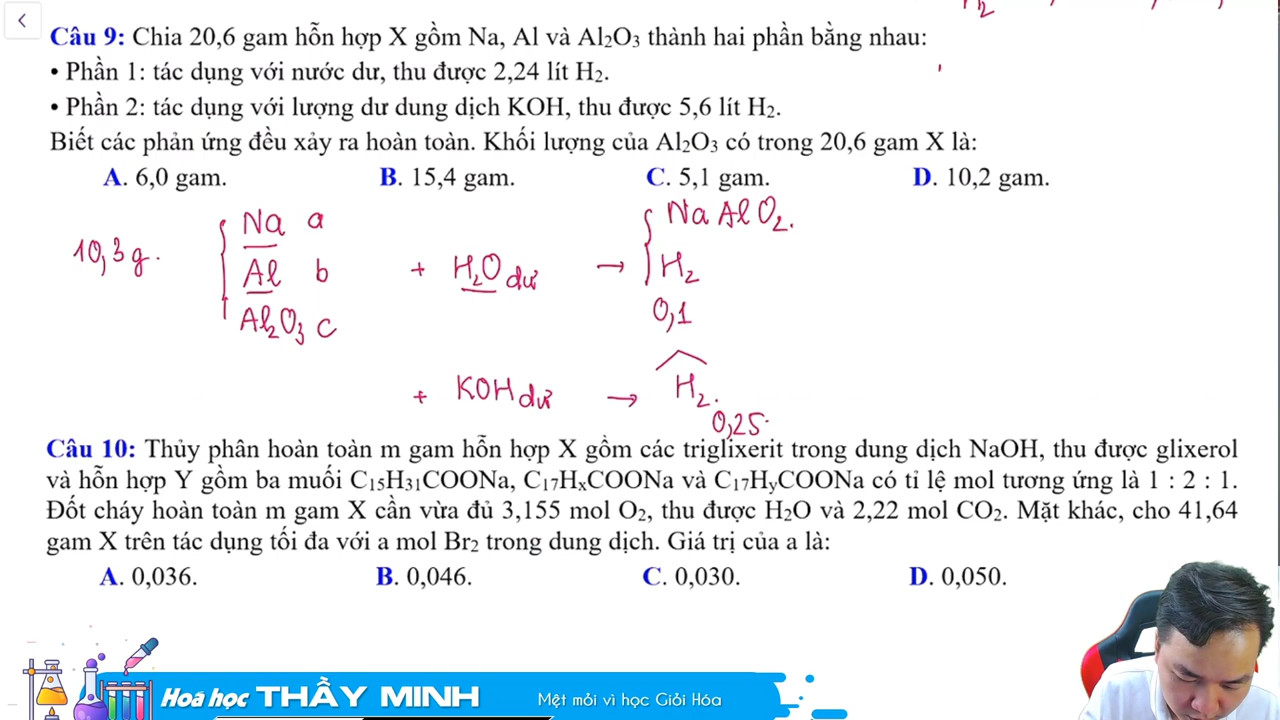 H₂
Câu 9: Chia 20,6 gam hỗn hợp X gồm Na, Al và Al₂O₃ thành hai phần bằng nhau:
• Phần 1: tác dụng với nước dư, thu được 2,24 lít H₂.
• Phần 2: tác dụng với lượng dư dung dịch KOH, thu được 5,6 lít H₂.
Biết các phản ứng đều xảy ra hoàn toàn. Khối lượng của Al₂O₃ có trong 20,6 gam X là:
A. 6,0 gam. B. 15,4 gam. C. 5,1 gam. D. 10,2 gam.
Na a NaAlO₂.
10,3g. Al b + H₂O dư → H₂
Al₂O₃ c 0,1
+ KOH dư → H₂.
0,25.
Câu 10: Thủy phân hoàn toàn m gam hỗn hợp X gồm các triglixerit trong dung dịch NaOH, thu được glixerol
và hỗn hợp Y gồm ba muối C₁₅H₃₁COONa, C₁₇HₓCOONa và C₁₇HᵧCOONa có tỉ lệ mol tương ứng là 1 : 2 : 1.
Đốt cháy hoàn toàn m gam X cần vừa đủ 3,155 mol O₂, thu được H₂O và 2,22 mol CO₂. Mặt khác, cho 41,64
gam X trên tác dụng tối đa với a mol Br₂ trong dung dịch. Giá trị của a là:
A. 0,036. B. 0,046. C. 0,030. D. 0,050.
Hoá học THẦY MINH Mệt mỏi vì học Giỏi Hóa